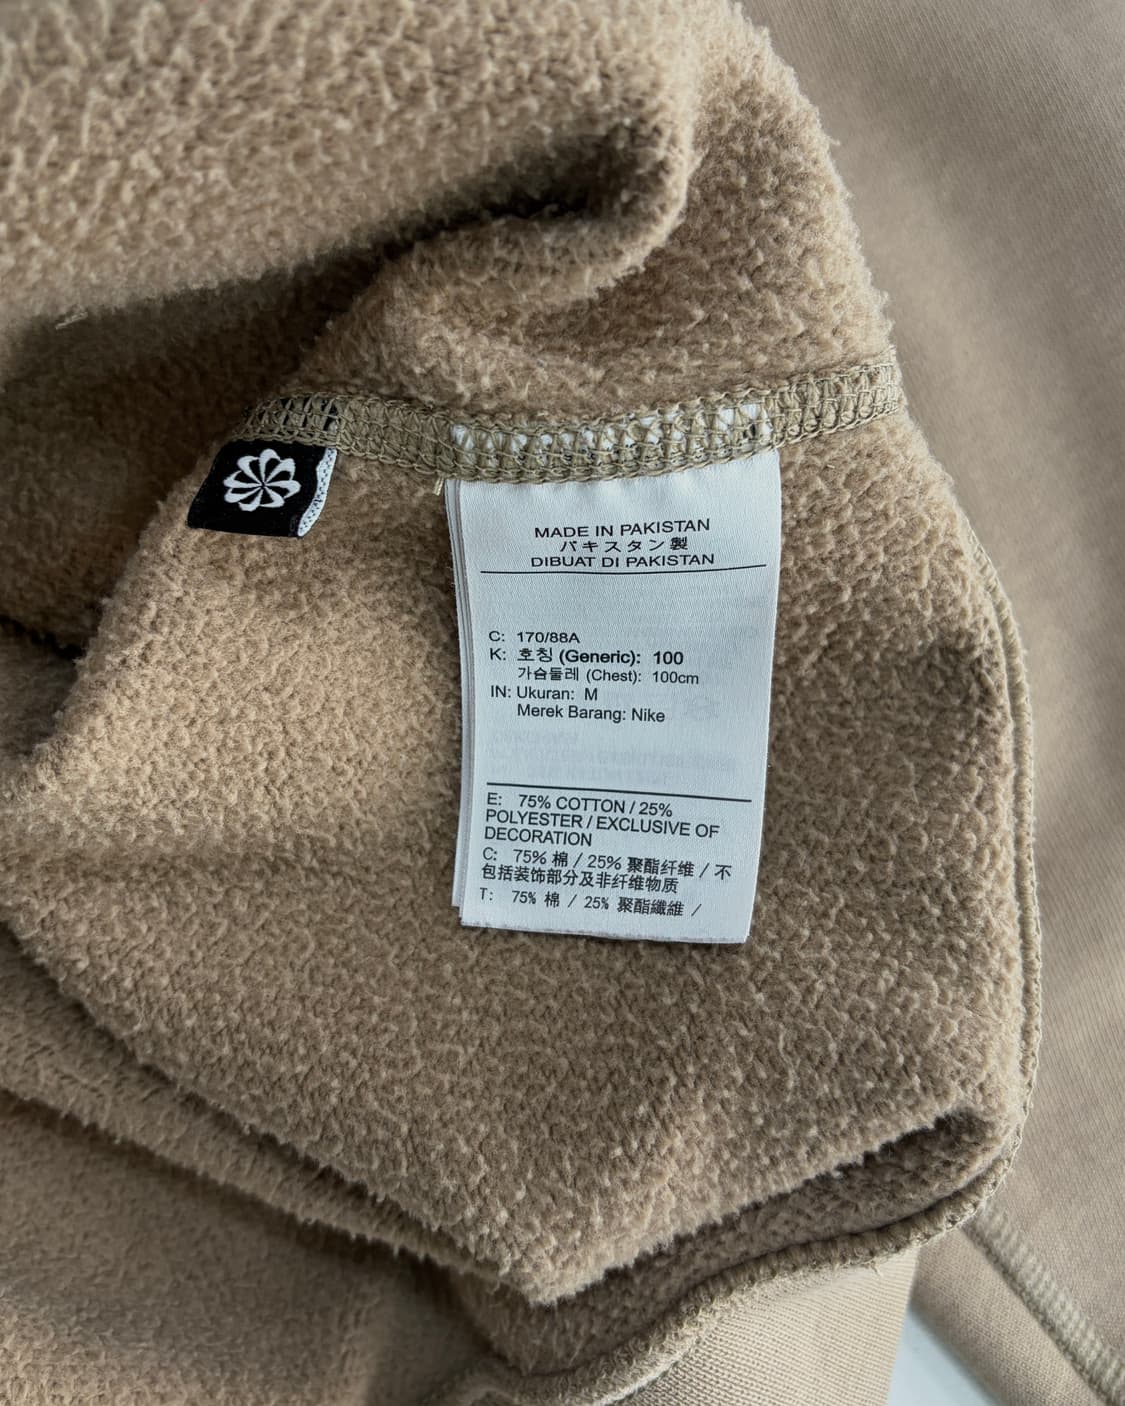 MADE IN PAKISTAN
パキスタン製
DIBUAT DI PAKISTAN
C: 170/88A
K: 호칭 (Generic): 100
가슴둘레 (Chest): 100cm
IN: Ukuran: M
Merek Barang: Nike
E: 75% COTTON / 25%
POLYESTER / EXCLUSIVE OF
DECORATION
C: 75% 棉 / 25% 聚酯纤维 / 不
包括装饰部分及非纤维物质
T: 75% 棉 / 25% 聚酯纖維 /